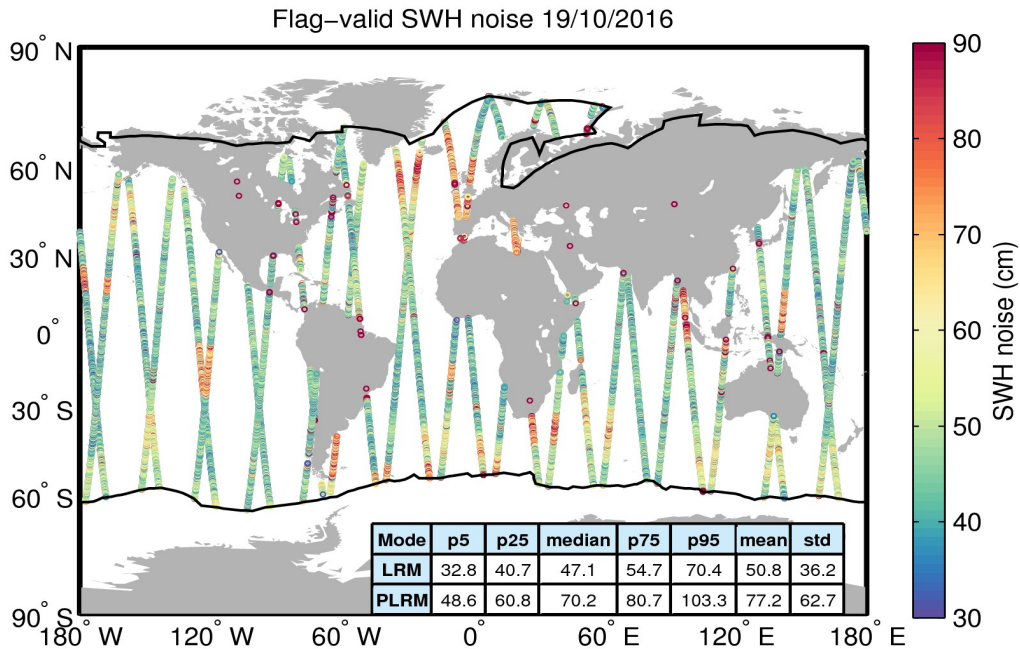 Flag−valid SWH noise 19/10/2016
90° N
60° N
30° N
0°
30° S
60° S
90° S
180° W
120° W
60° W
0°
60° E
120° E
180° E
Mode p5 p25 median p75 p95 mean std
LRM 32.8 40.7 47.1 54.7 70.4 50.8 36.2
PLRM 48.6 60.8 70.2 80.7 103.3 77.2 62.7
90
80
70
60
50
40
30
SWH noise (cm)